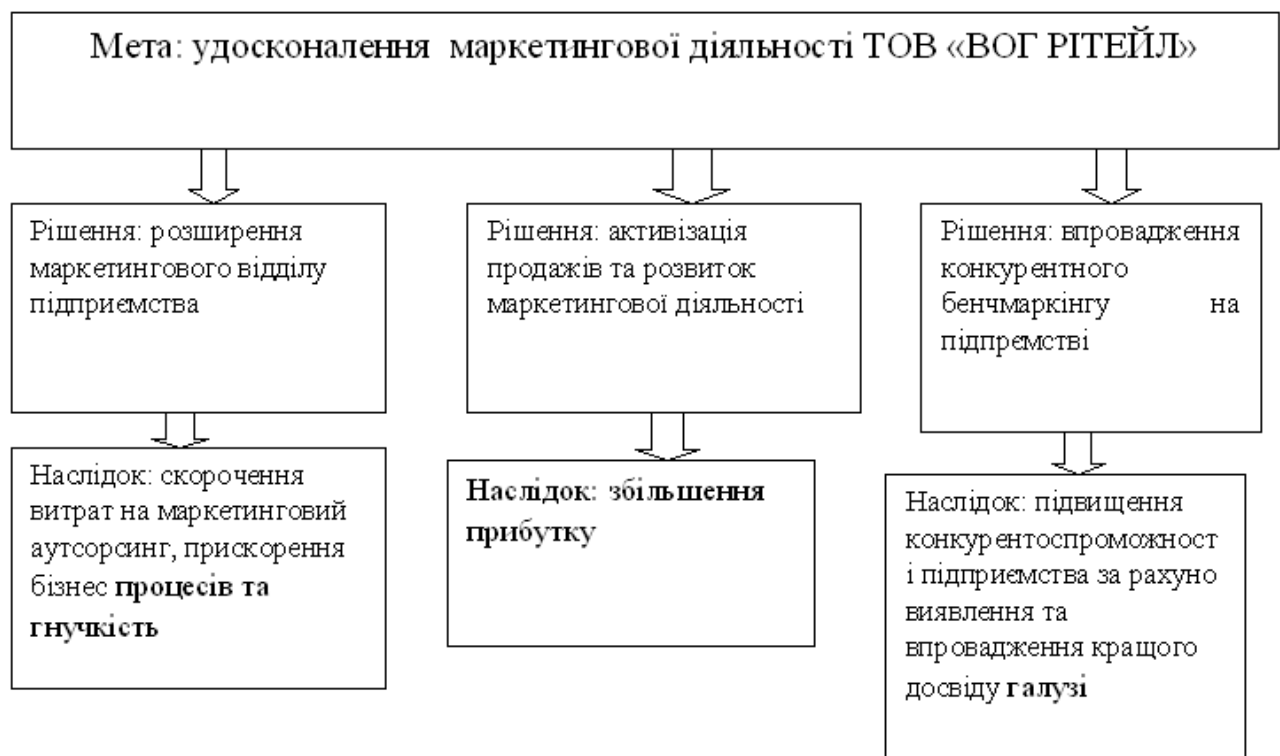 Мета: удосконалення маркетингової діяльності ТОВ «ВОГ РІТЕЙЛ»
Рішення: розширення
маркетингового відділу
підприємства
Рішення: активізація
продажів та розвиток
маркетингової діяльності
Рішення: впровадження
конкурентного
бенчмаркінгу на
підпрємстві
Наслідок: скорочення
витрат на маркетинговий
аутсорсинг, прискорення
бізнес процесів та
гнучкість
Наслідок: збільшення
прибутку
Наслідок: підвищення
конкурентоспроможност
і підприємства за рахуно
виявлення та
впровадження кращого
досвіду галузі